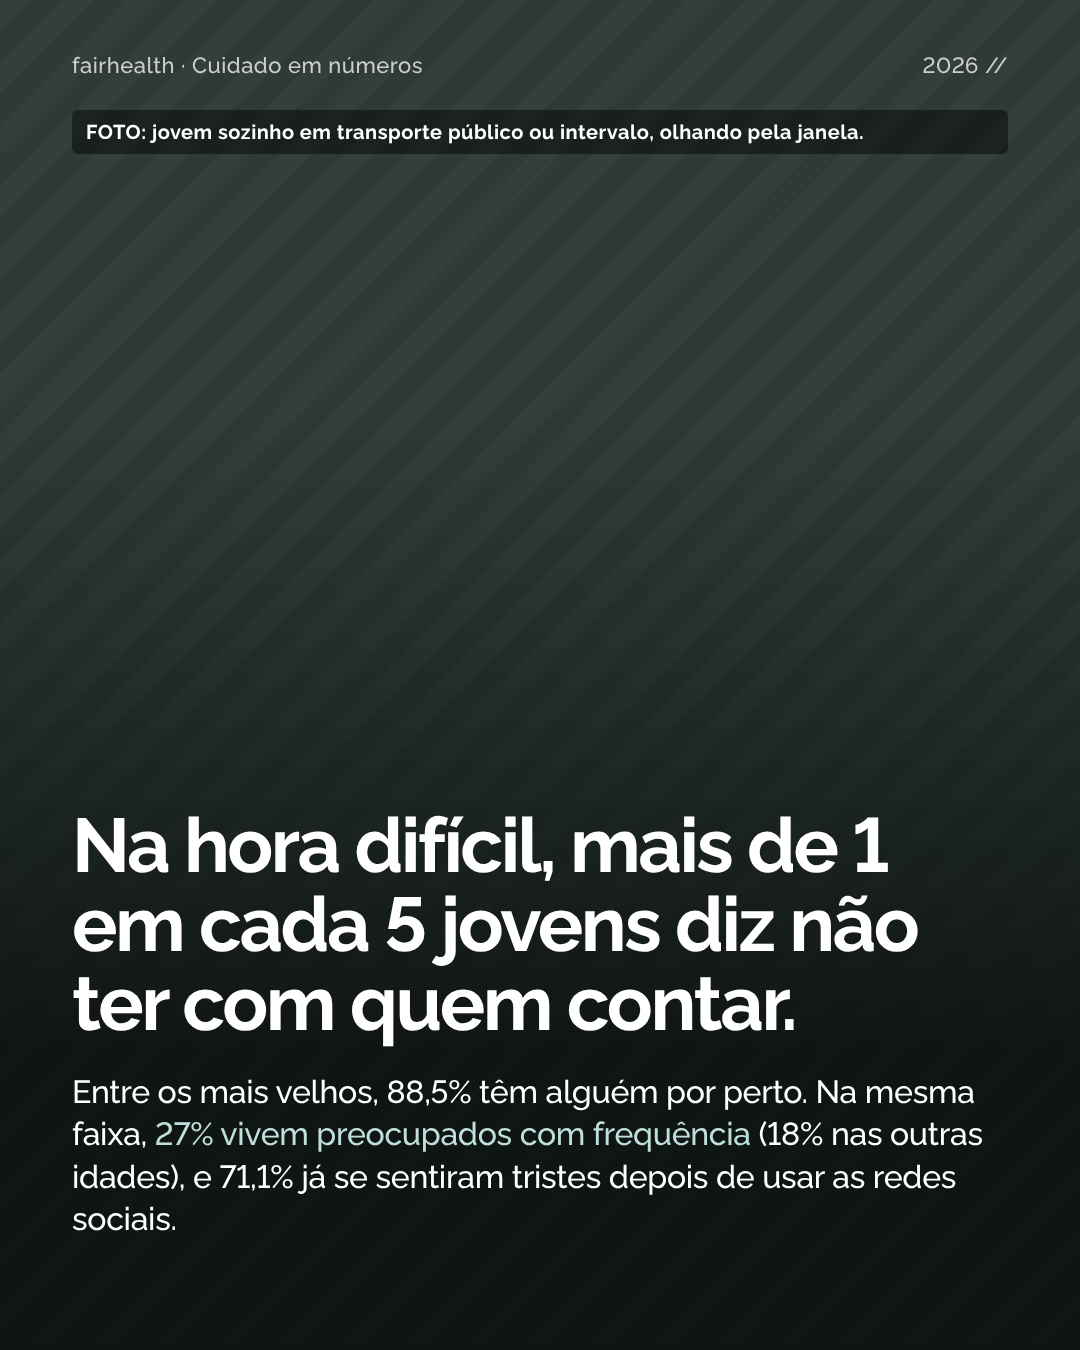 fairhealth · Cuidado em números
2026 //
FOTO: jovem sozinho em transporte público ou intervalo, olhando pela janela.
Na hora difícil, mais de 1
em cada 5 jovens diz não
ter com quem contar.
Entre os mais velhos, 88,5% têm alguém por perto. Na mesma
faixa, 27% vivem preocupados com frequência (18% nas outras
idades), e 71,1% já se sentiram tristes depois de usar as redes
sociais.